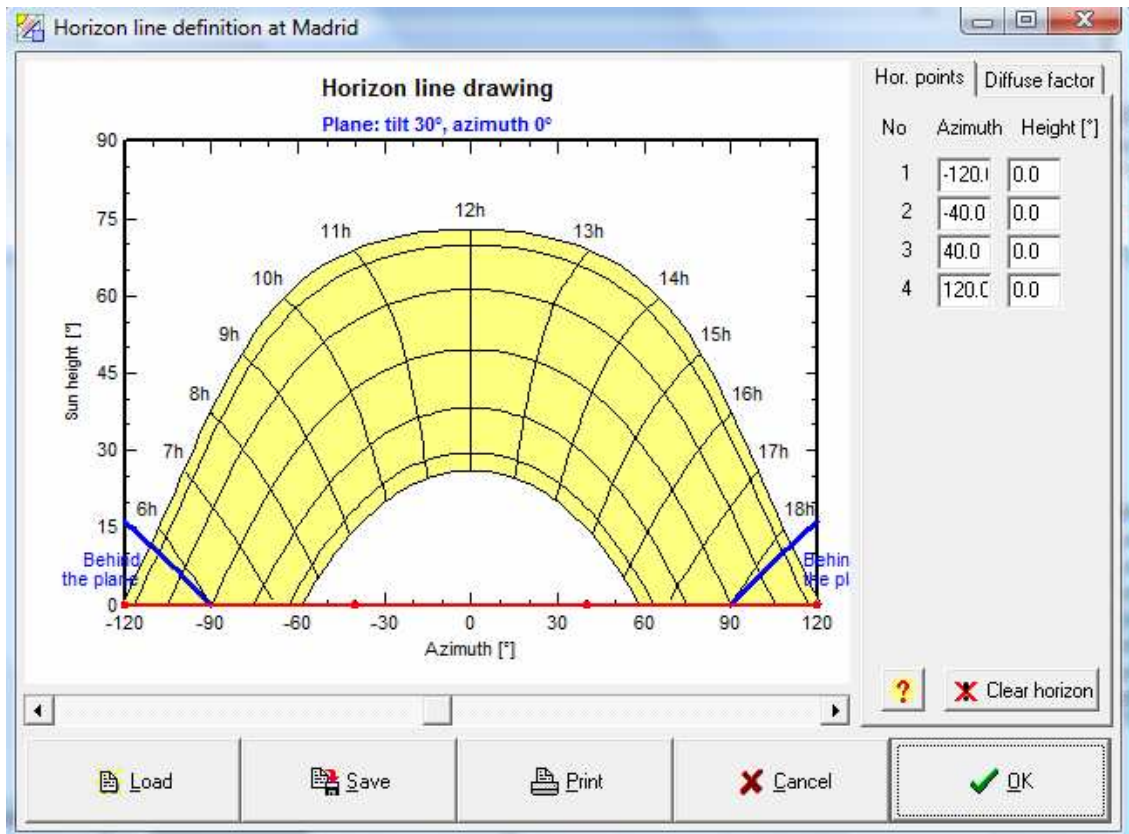 Horizon line definition at Madrid
Horizon line drawing
Plane: tilt 30°, azimuth 0°
90
75
60
45
30
15
0
Sun height [°]
6h
7h
8h
9h
10h
11h
12h
13h
14h
15h
16h
17h
18h
Behind
the plane
Behin
the pl
-120 -90 -60 -30 0 30 60 90 120
Azimuth [°]
Hor. points Diffuse factor
No Azimuth Height [°]
1 -120.0 0.0
2 -40.0 0.0
3 40.0 0.0
4 120.0 0.0
? Clear horizon
Load Save Print Cancel OK